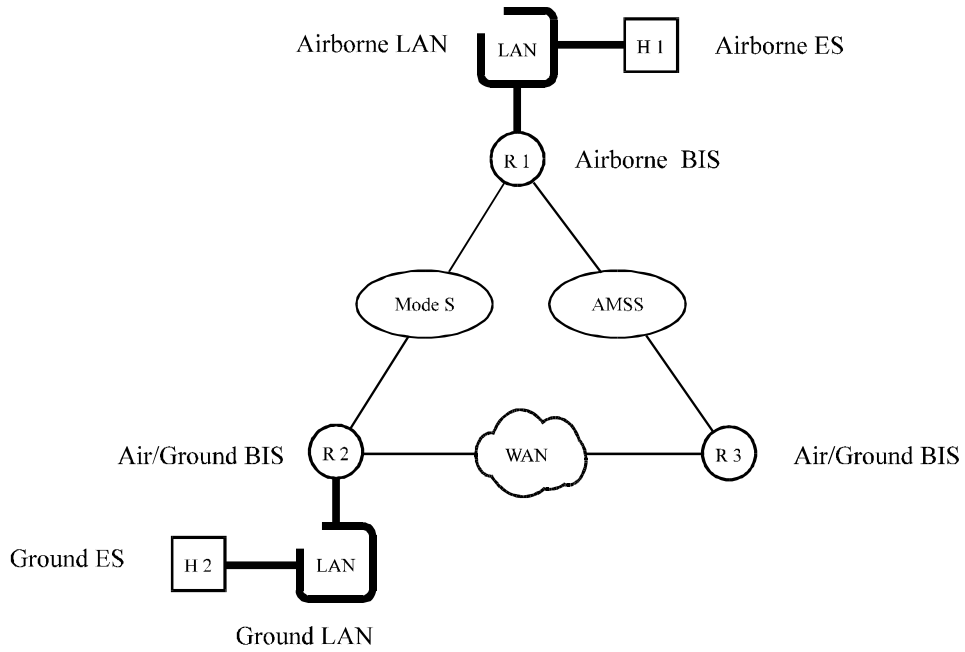 Airborne LAN
LAN
H 1
Airborne ES
R 1
Airborne BIS
Mode S
AMSS
Air/Ground BIS
R 2
WAN
R 3
Air/Ground BIS
Ground ES
H 2
LAN
Ground LAN